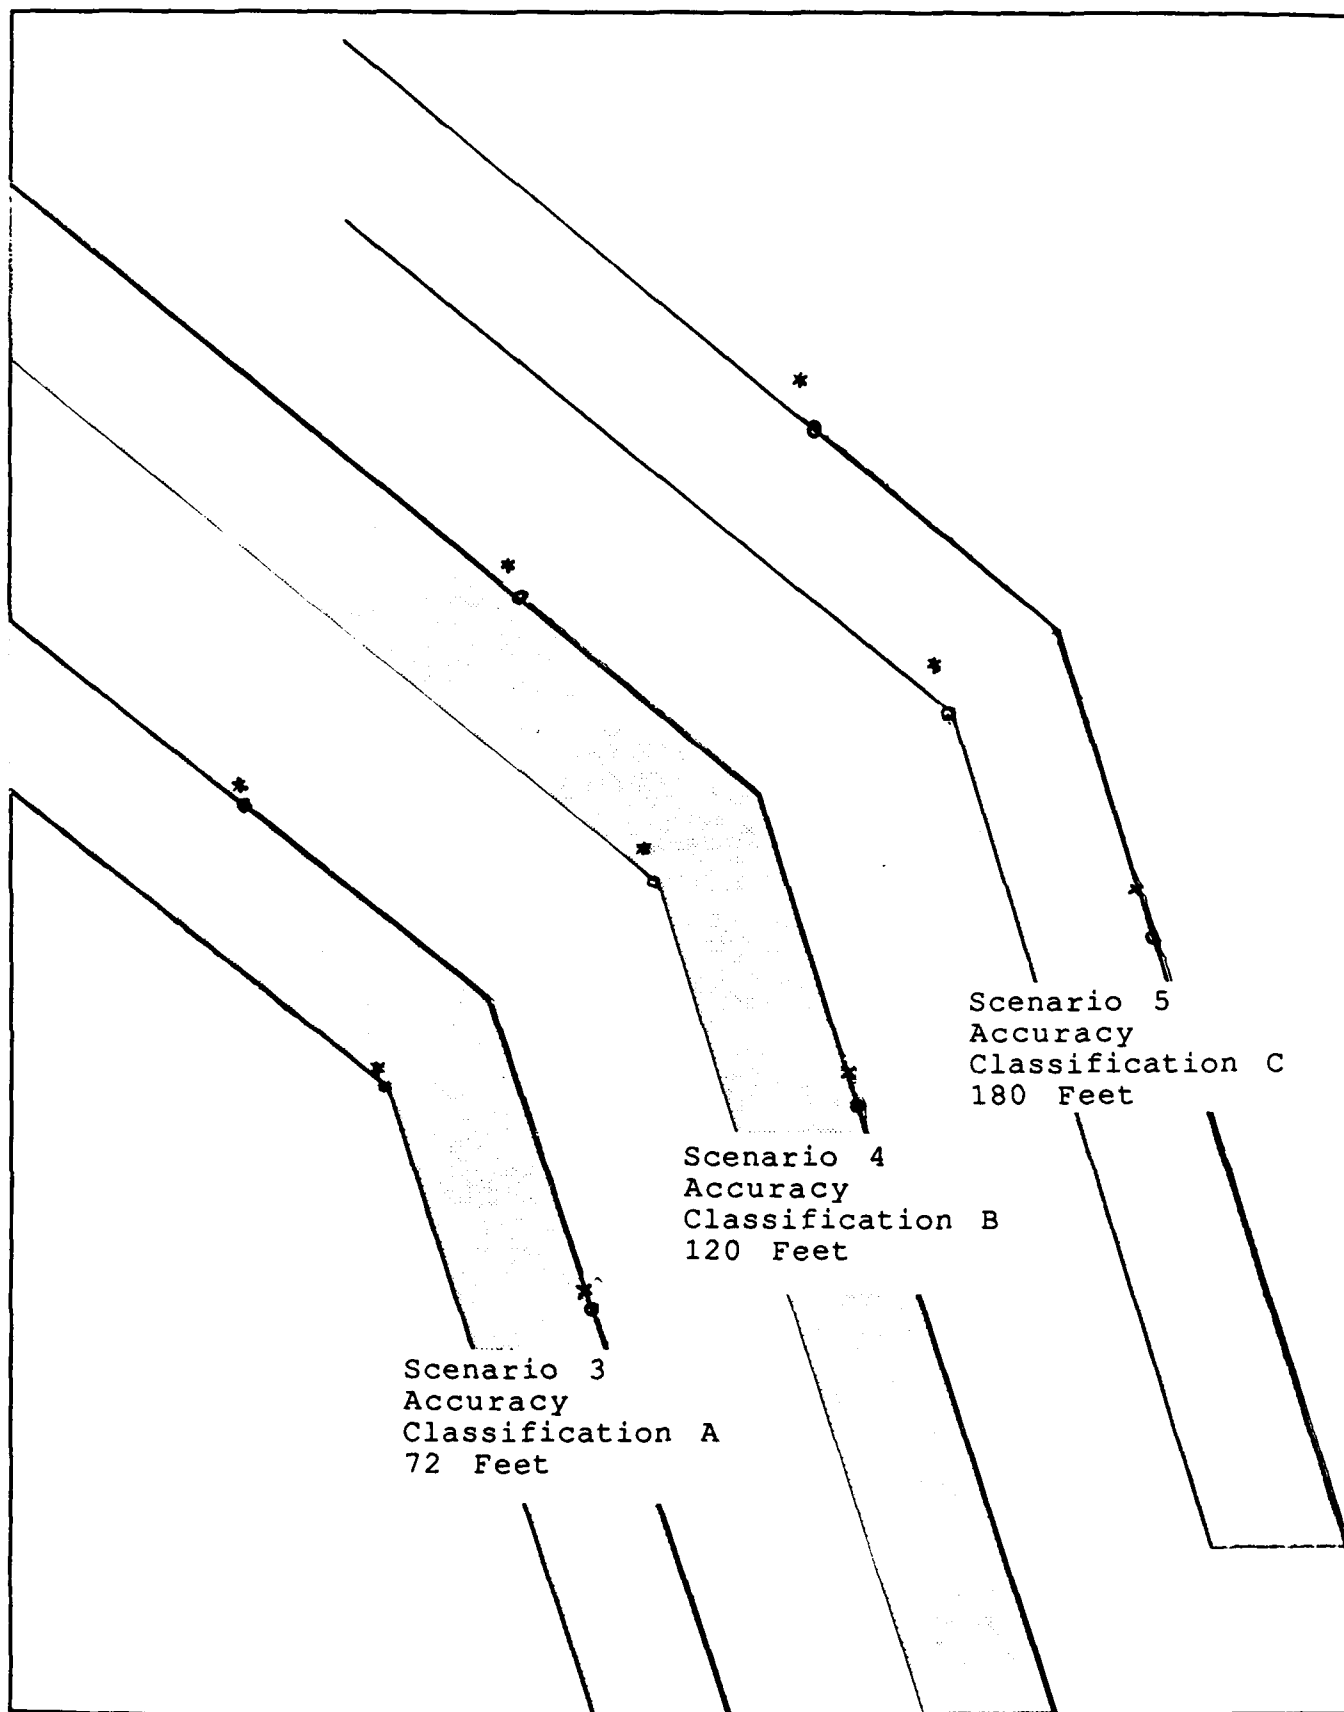 Scenario 5
Accuracy
Classification C
180 Feet
Scenario 4
Accuracy
Classification B
120 Feet
Scenario 3
Accuracy
Classification A
72 Feet